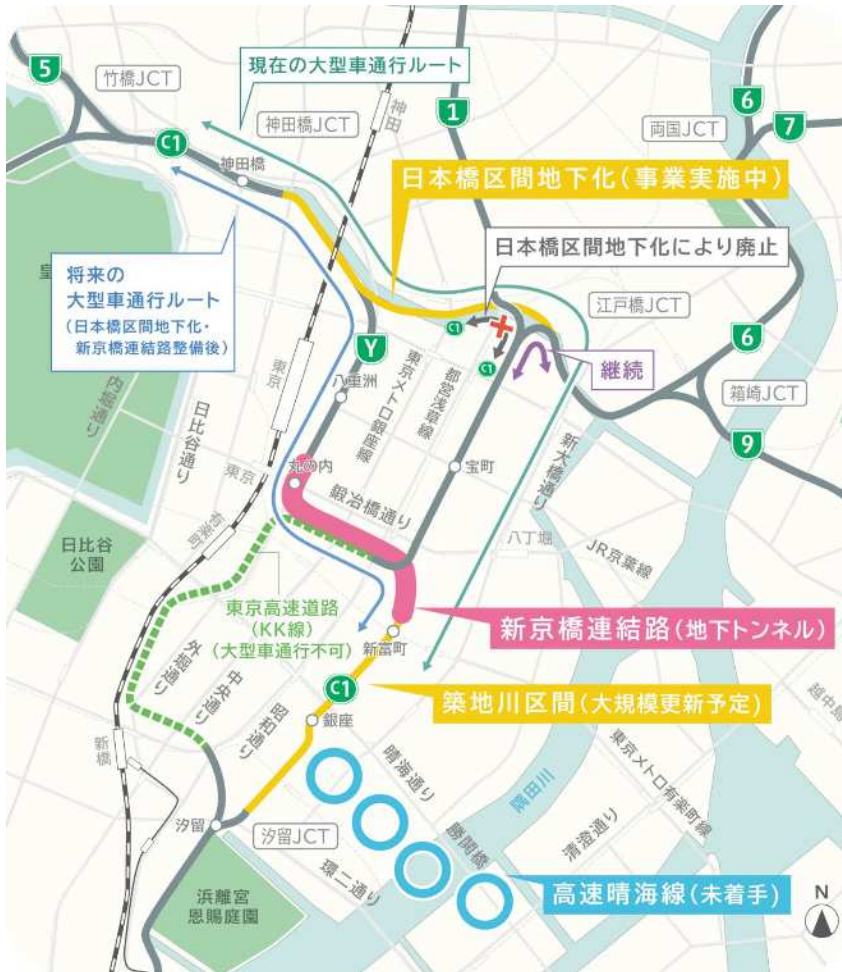 5
竹橋JCT
現在の大型車通行ルート
神田橋JCT
神田
1
6
7
両国JCT
C1
神田橋
日本橋区間地下化(事業実施中)
日本橋区間地下化により廃止
皇
将来の
大型車通行ルート
(日本橋区間地下化・
新京橋連結路整備後)
江戸橋JCT
C1
C1
Y
6
継続
箱崎JCT
9
東京
八重洲
東京メトロ銀座線
都営浅草線
内堀通り
日比谷通り
東京
丸の内
宝町
新大橋通り
鍛冶橋通り
有楽町
八丁堀
JR京葉線
日比谷
公園
東京高速道路
(KK線)
(大型車通行不可)
新京橋連結路(地下トンネル)
新富町
外堀通り
中央通り
昭和通り
C1
築地川区間(大規模更新予定)
越中島
銀座
新橋
晴海通り
隅田川
東京メトロ有楽町線
清澄通り
勝鬨橋
汐留
汐留JCT
環二通り
高速晴海線(未着手)
浜離宮
恩賜庭園
N